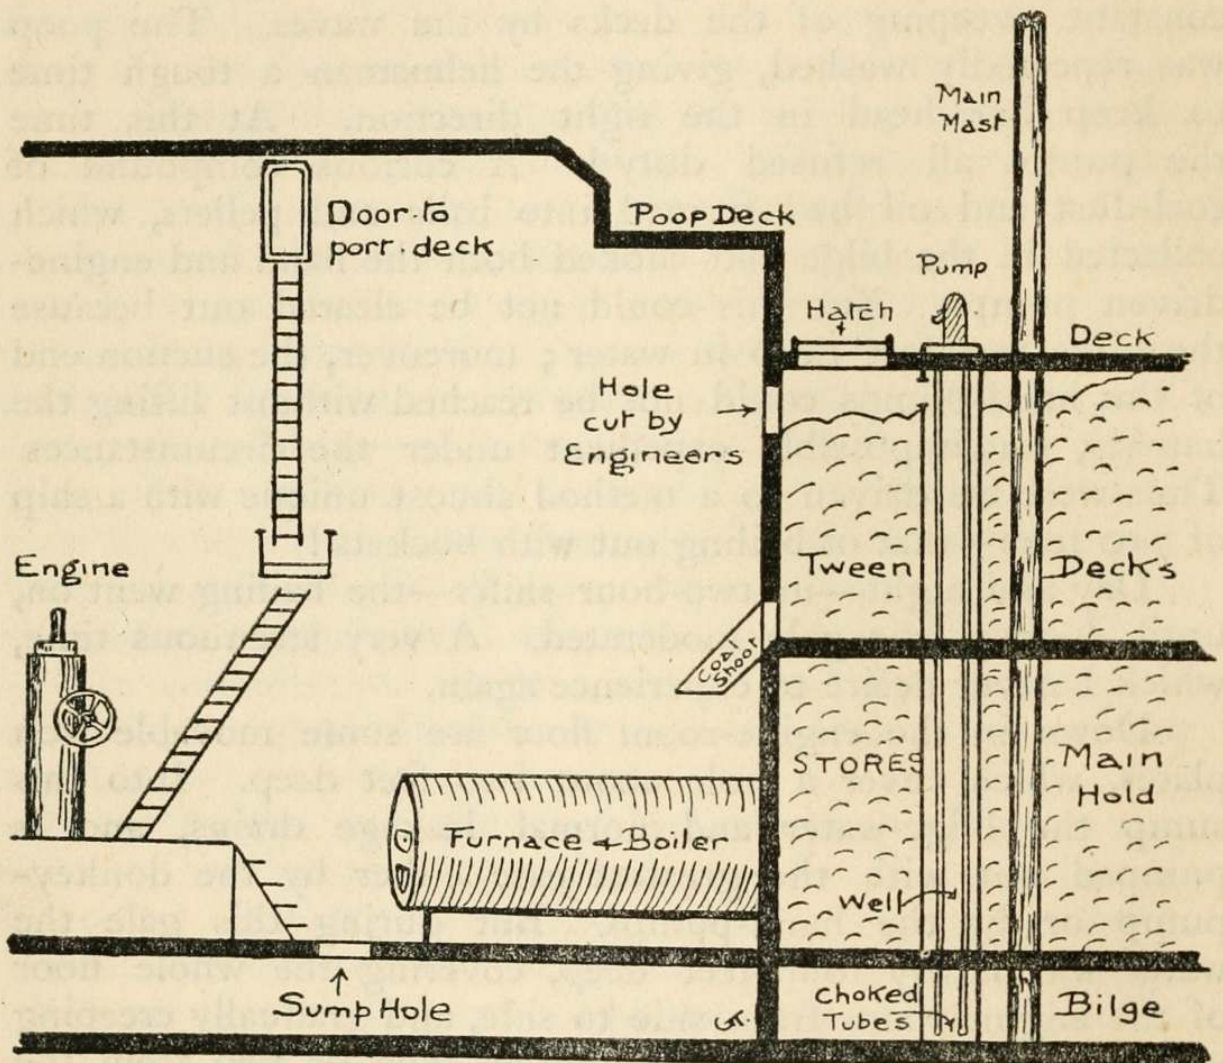 Main
Mast
Door to
port deck
Poop Deck
Pump
Hatch
Deck
Hole
cut by
Engineers
Engine
Tween
Deck's
Coal
Shoot
STORES
Main
Hold
Furnace & Boiler
Well
Sump Hole
Choked
Tubes
Bilge